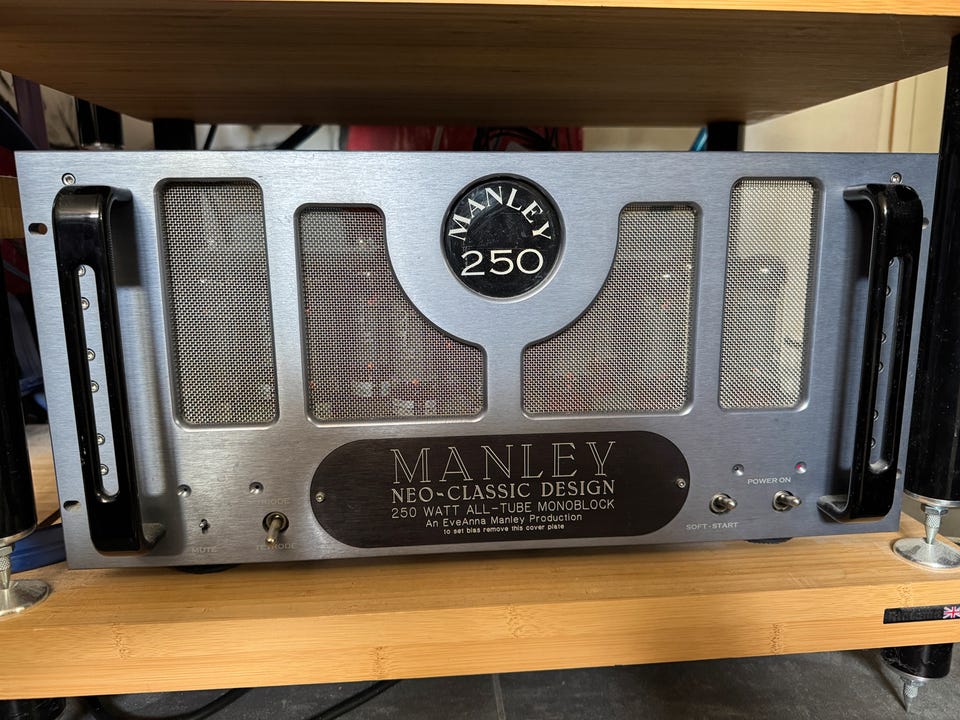 MANLEY
250
MANLEY
NEO-CLASSIC DESIGN
250 WATT ALL-TUBE MONOBLOCK
An EveAnna Manley Production
to set bias remove this cover plate
POWER ON
SOFT-START
MUTE
TETRODE